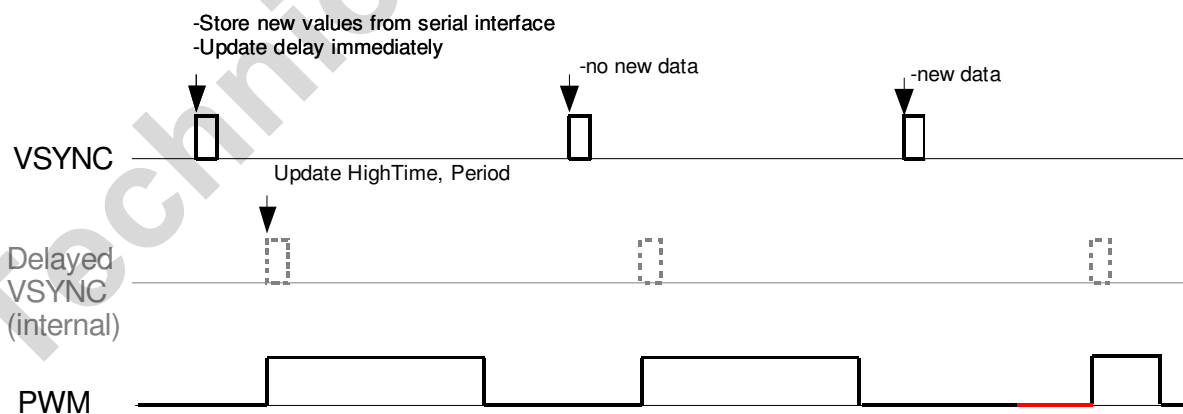 -Store new values from serial interface
-Update delay immediately
-no new data
-new data
VSYNC
Update HighTime, Period
Delayed
VSYNC
(internal)
PWM
Technic